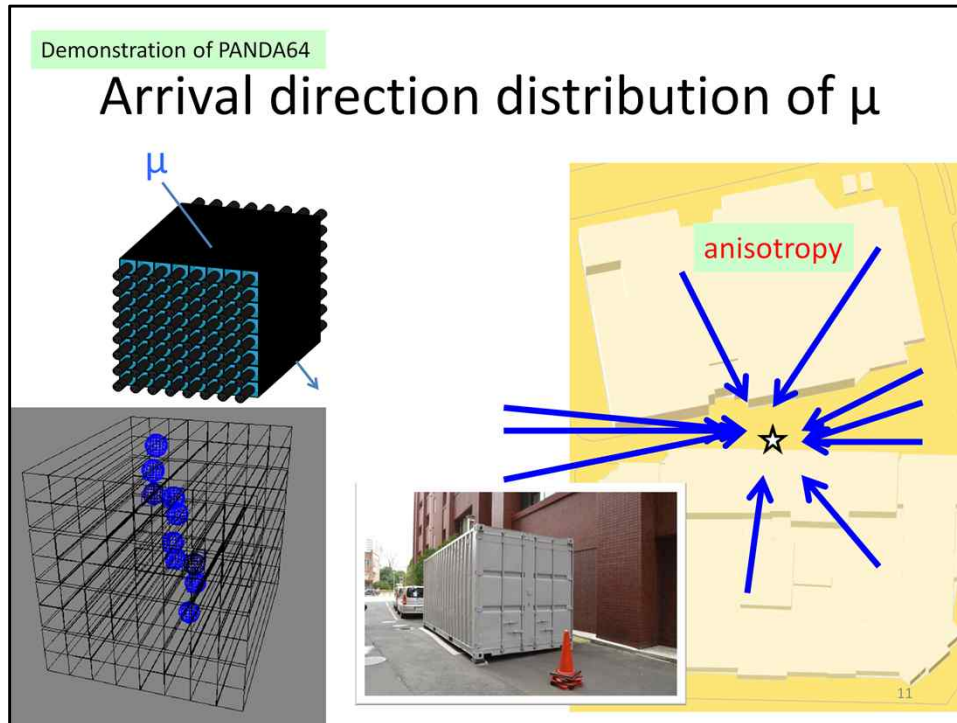 Demonstration of PANDA64
Arrival direction distribution of μ
μ
anisotropy
11